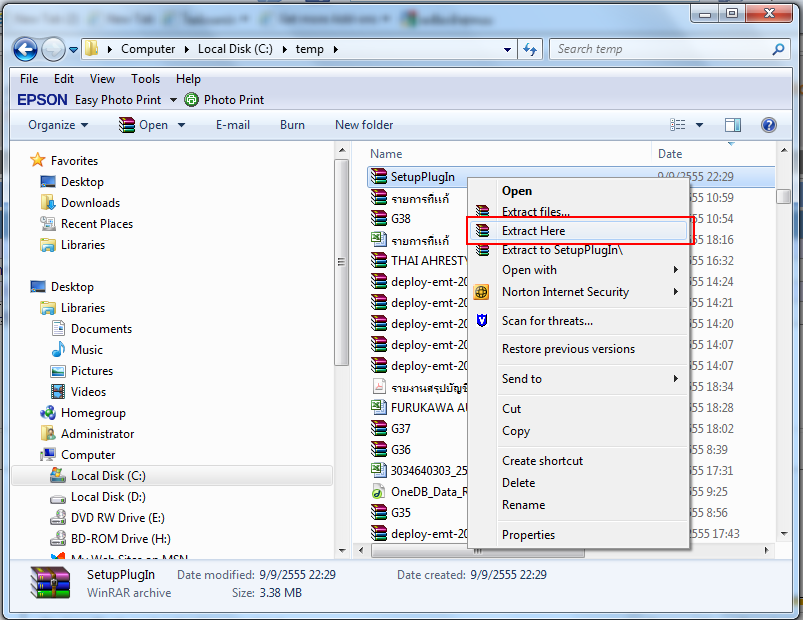 Computer Local Disk (C:) temp
Search temp
File Edit View Tools Help
EPSON Easy Photo Print Photo Print
Organize Open E-mail Burn New folder
Favorites
Desktop
Downloads
Recent Places
Libraries
Desktop
Libraries
Documents
Music
Pictures
Videos
Homegroup
Administrator
Computer
Local Disk (C:)
Local Disk (D:)
DVD RW Drive (E:)
BD-ROM Drive (H:)
My Web Sites on MSN
Name Date
SetupPlugIn 9/9/2555 22:29
รายการที่แก้ 555 10:59
G38 555 10:54
รายการที่แก้ 555 18:16
THAI AHREST 555 16:32
deploy-emt-20 555 14:24
deploy-emt-20 555 14:21
deploy-emt-20 555 14:20
deploy-emt-20 555 14:07
deploy-emt-20 555 14:07
รายงานสรุปบัญชี 555 18:34
FURUKAWA AU 555 18:28
G37 555 18:02
G36 555 8:39
3034640303_25 555 17:31
OneDB_Data_R 555 9:25
G35 555 8:56
deploy-emt-20 2555 17:43
Open
Extract files...
Extract Here
Extract to SetupPlugIn\
Open with
Norton Internet Security
Scan for threats...
Restore previous versions
Send to
Cut
Copy
Create shortcut
Delete
Rename
Properties
SetupPlugIn Date modified: 9/9/2555 22:29 Date created: 9/9/2555 22:29
WinRAR archive Size: 3.38 MB